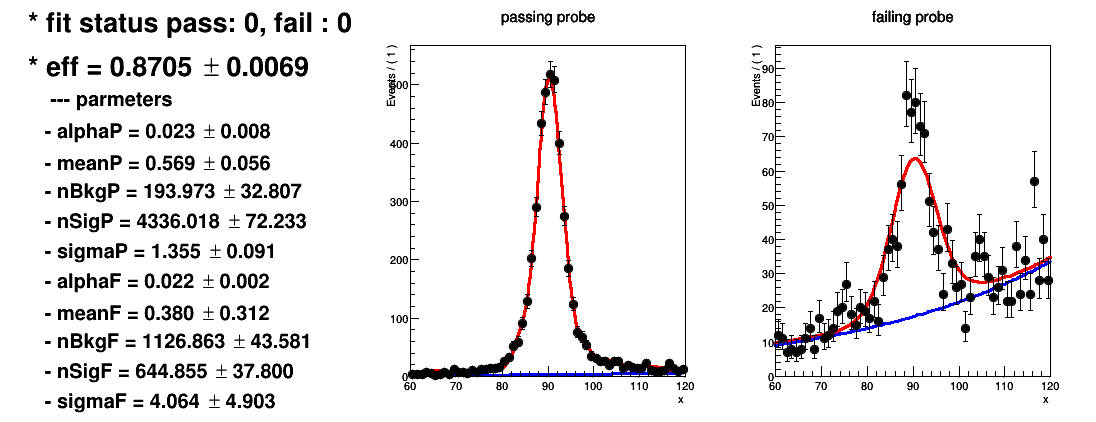 * fit status pass: 0, fail : 0
* eff = 0.8705 ± 0.0069
--- parmeters
- alphaP = 0.023 ± 0.008
- meanP = 0.569 ± 0.056
- nBkgP = 193.973 ± 32.807
- nSigP = 4336.018 ± 72.233
- sigmaP = 1.355 ± 0.091
- alphaF = 0.022 ± 0.002
- meanF = 0.380 ± 0.312
- nBkgF = 1126.863 ± 43.581
- nSigF = 644.855 ± 37.800
- sigmaF = 4.064 ± 4.903
passing probe
Events / ( 1 )
500
400
300
200
100
0
60 70 80 90 100 110 120
x
failing probe
Events / ( 1 )
90
80
70
60
50
40
30
20
10
0
60 70 80 90 100 110 120
x